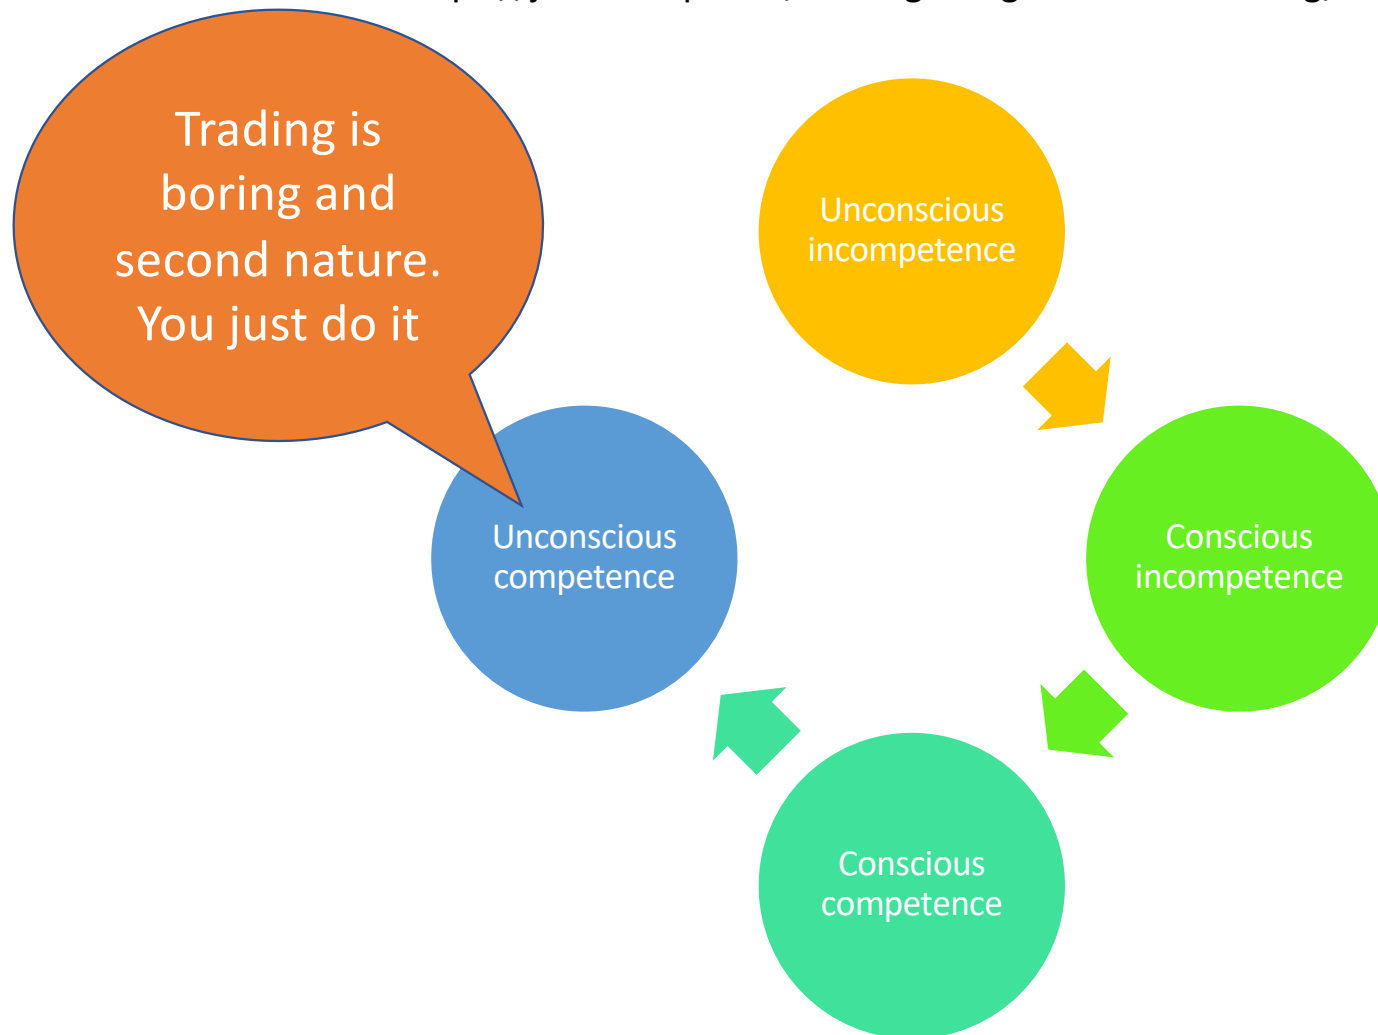 Trading is
boring and
second nature.
You just do it
Unconscious
incompetence
Conscious
incompetence
Conscious
competence
Unconscious
competence